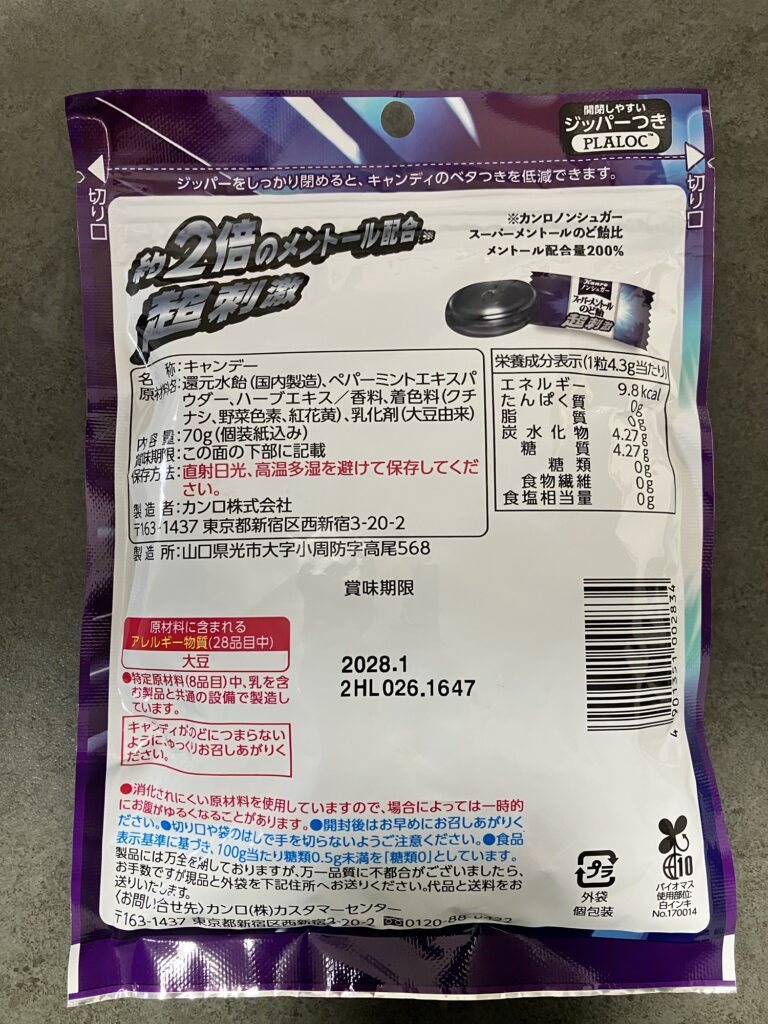 開閉しやすい
ジッパーつき
PLALOC™
切り口
切り口
ジッパーをしっかり閉めると、キャンディのベタつきを低減できます。
約2倍のメントール配合※
超刺激
※カンロノンシュガー
スーパーメントールのど飴比
メントール配合量200%
Kanro
ノンシュガー
スーパーメントール
のど飴
超刺激
名称:キャンデー
原材料名:還元水飴(国内製造)、ペパーミントエキスパ
ウダー、ハーブエキス/香料、着色料(クチ
ナシ、野菜色素、紅花黄)、乳化剤(大豆由来)
内容量:70g(個装紙込み)
賞味期限:この面の下部に記載
保存方法:直射日光、高温多湿を避けて保存してくだ
さい。
製造者:カンロ株式会社
〒163-1437 東京都新宿区西新宿3-20-2
製造所:山口県光市大字小周防字高尾568
栄養成分表示(1粒4.3g当たり)
エネルギー 9.8kcal
たんぱく質 0g
脂質 0g
炭水化物 4.27g
糖質 4.27g
糖類 0g
食物繊維 0g
食塩相当量 0g
賞味期限
2028.1
2HL026.1647
原材料に含まれる
アレルギー物質(28品目中)
大豆
●特定原材料(8品目)中、乳を含
む製品と共通の設備で製造し
ています。
キャンディがのどにつまらない
ように、ゆっくりお召しあがりく
ださい。
4901351002834
●消化されにくい原材料を使用していますので、場合によっては一時的
にお腹がゆるくなることがあります。●開封後はお早めにお召しあがりく
ださい。●切り口や袋のはしで手を切らないようご注意ください。●食品
表示基準に基づき、100g当たり糖類0.5g未満を「糖類0」としています。
製品には万全を期しておりますが、万一品質に不都合がございましたら、
お手数ですが現品と外袋を下記住所へお送りください。代品と送料をお
送りいたします。
〈お問い合せ先〉カンロ(株)カスタマーセンター
〒163-1437 東京都新宿区西新宿3-20-2 0120-88-
プラ
外袋
個包装
10
バイオマス
使用部位:
白インキ
No.170014